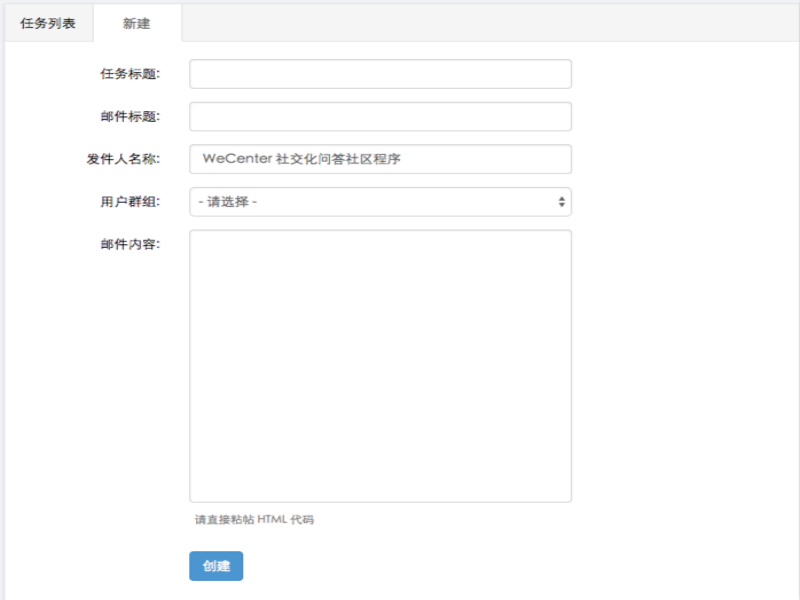 任务列表 新建
任务标题:
邮件标题:
发件人名称: WeCenter 社交化问答社区程序
用户群组: - 请选择 -
邮件内容:
请直接粘帖 HTML 代码
创建